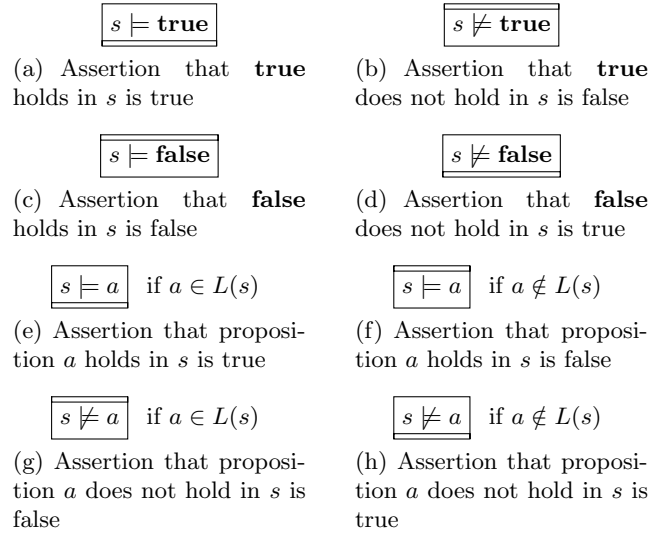 s ⊨ true
s ⊭ true
(a) Assertion that true
holds in s is true
(b) Assertion that true
does not hold in s is false
s ⊨ false
s ⊭ false
(c) Assertion that false
holds in s is false
(d) Assertion that false
does not hold in s is true
s ⊨ a if a ∈ L(s)
s ⊨ a if a ∉ L(s)
(e) Assertion that proposi-
tion a holds in s is true
(f) Assertion that proposi-
tion a holds in s is false
s ⊭ a if a ∈ L(s)
s ⊭ a if a ∉ L(s)
(g) Assertion that proposi-
tion a does not hold in s is
false
(h) Assertion that proposi-
tion a does not hold in s is
true